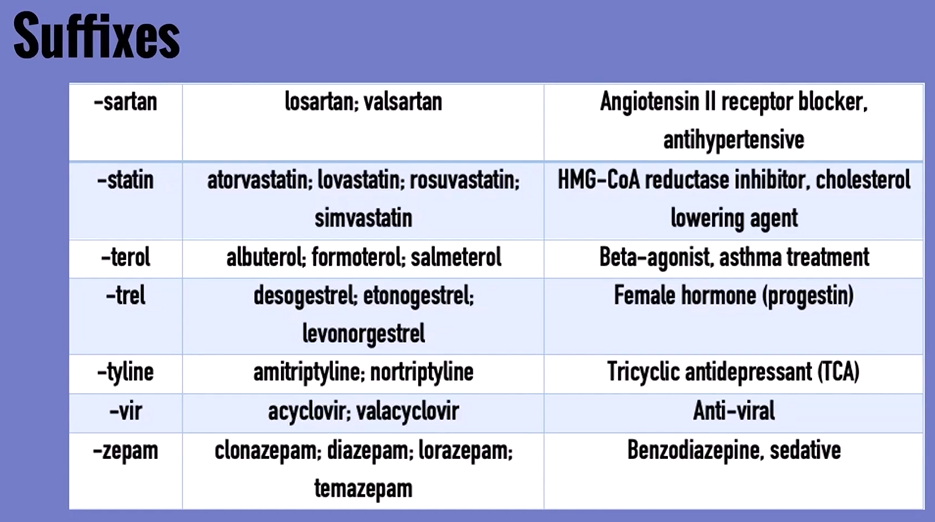 Suffixes
-sartan losartan; valsartan Angiotensin II receptor blocker,
antihypertensive
-statin atorvastatin; lovastatin; rosuvastatin; HMG-CoA reductase inhibitor, cholesterol
simvastatin lowering agent
-terol albuterol; formoterol; salmeterol Beta-agonist, asthma treatment
-trel desogestrel; etonogestrel; Female hormone (progestin)
levonorgestrel
-tyline amitriptyline; nortriptyline Tricyclic antidepressant (TCA)
-vir acyclovir; valacyclovir Anti-viral
-zepam clonazepam; diazepam; lorazepam; Benzodiazepine, sedative
temazepam